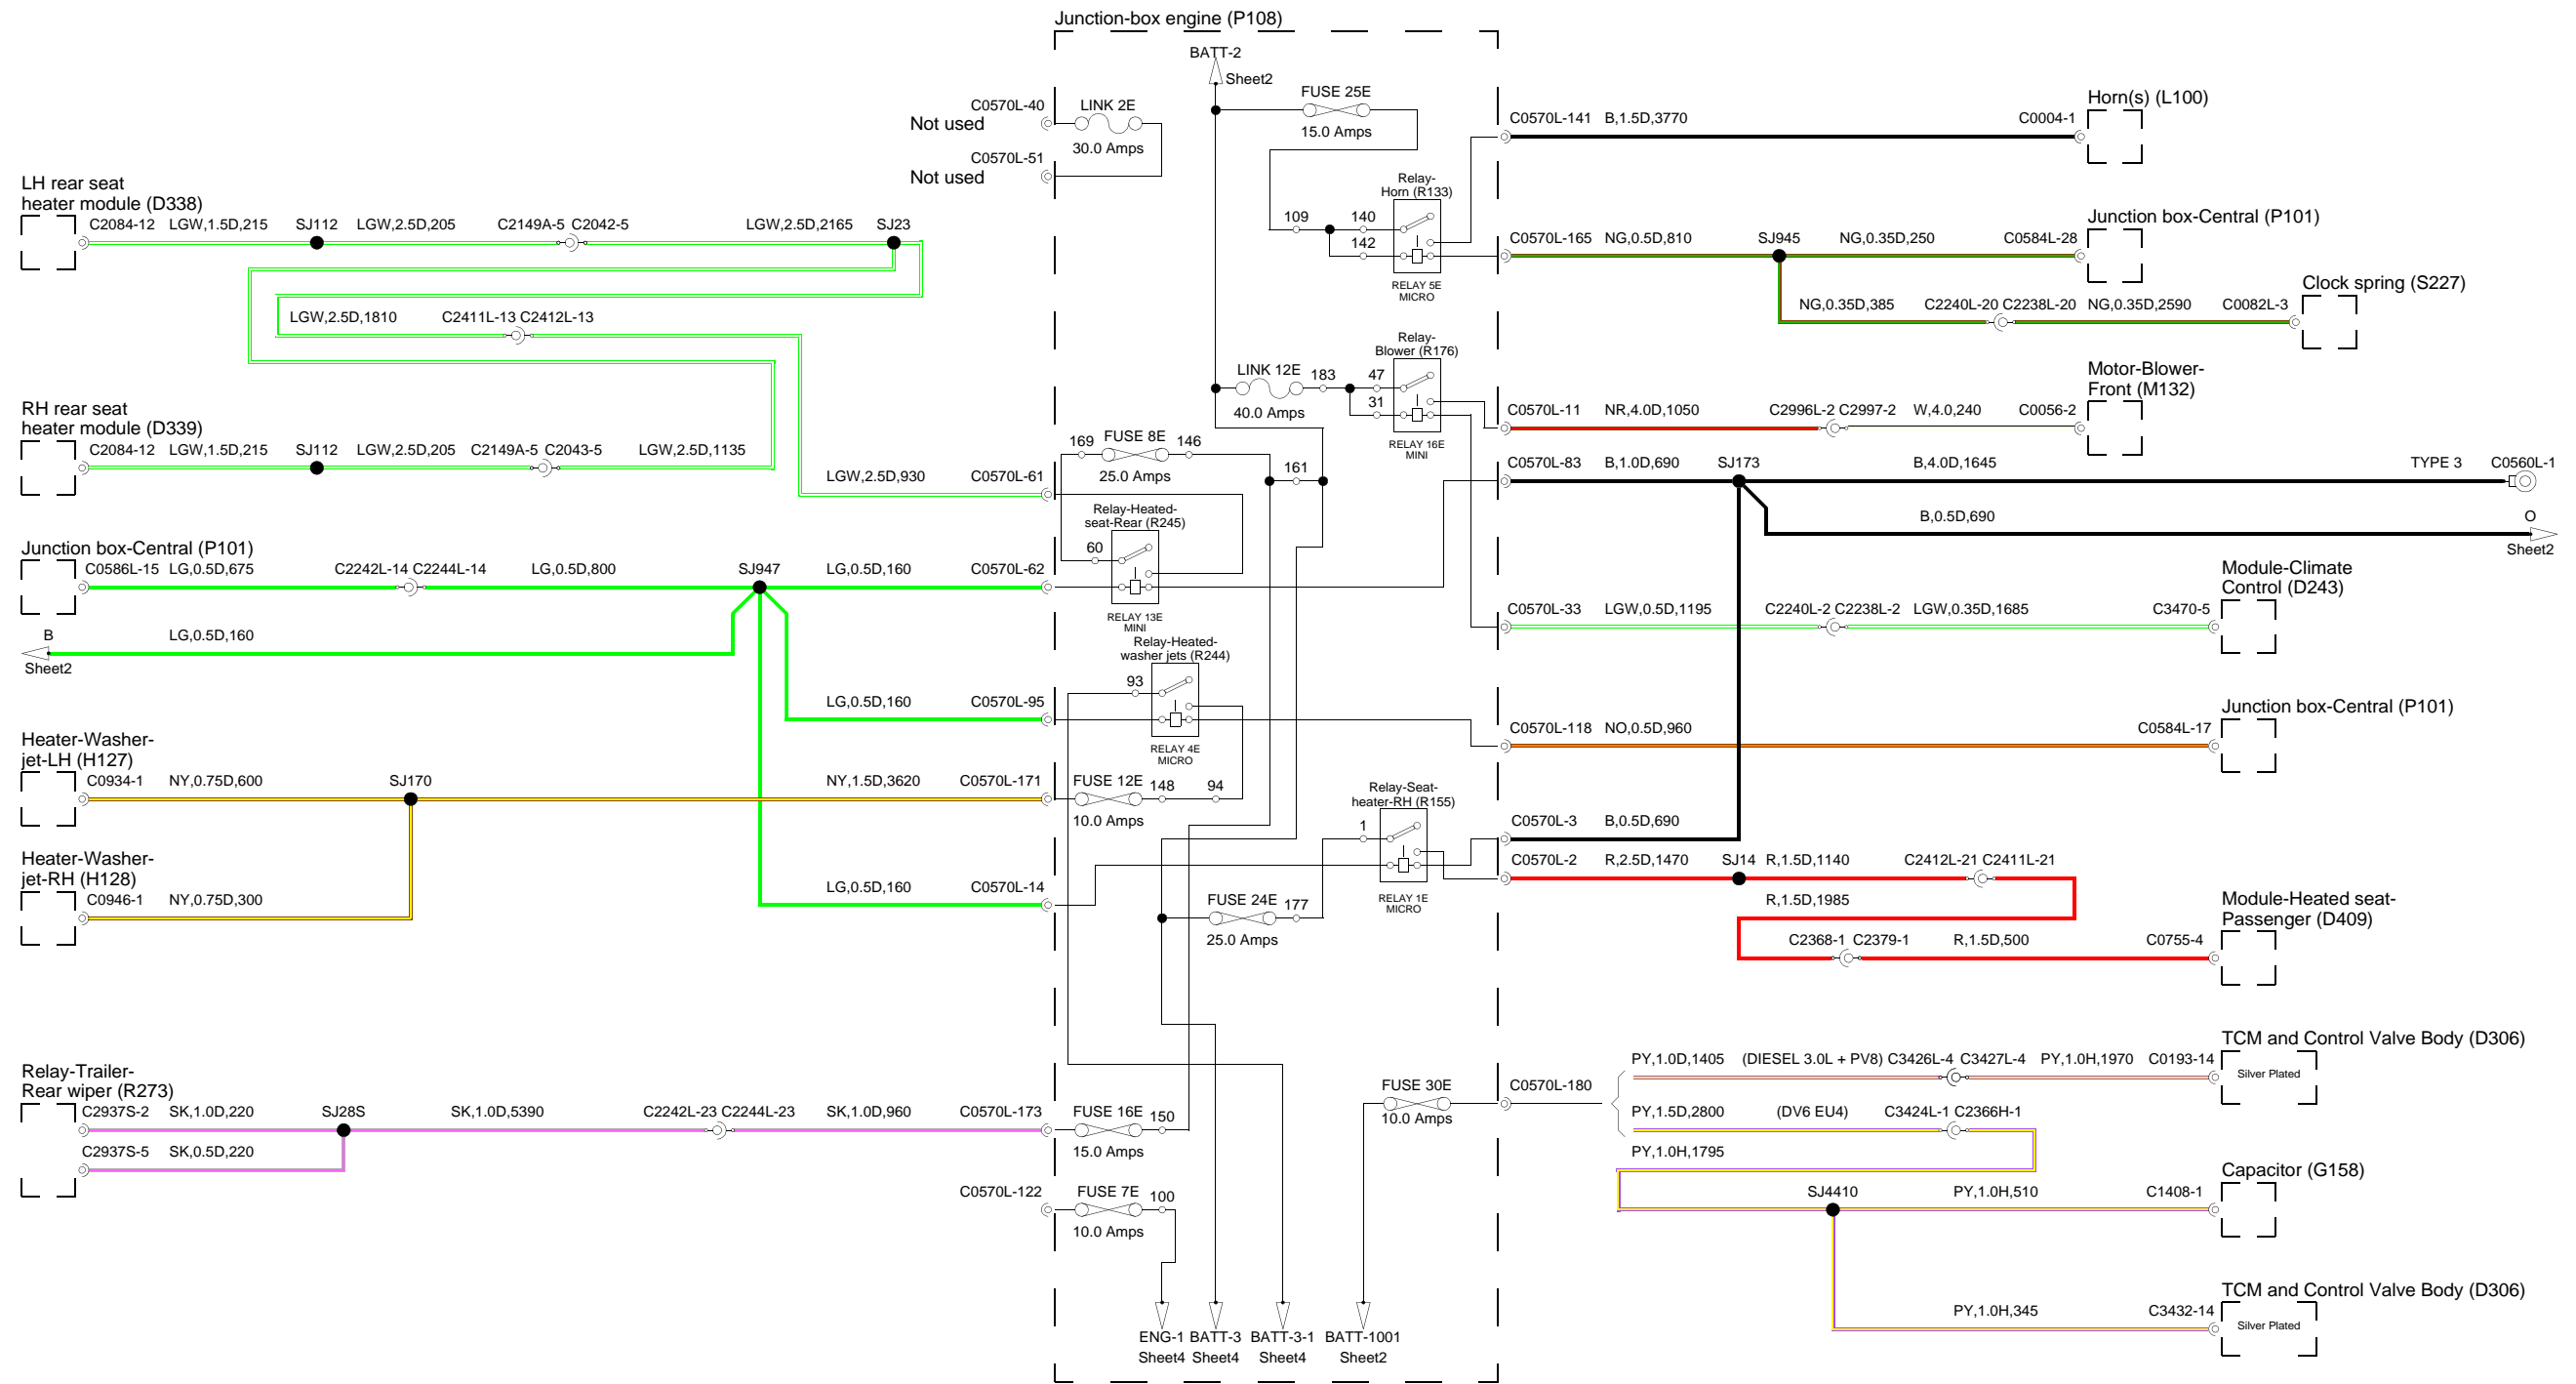 Junction-box engine (P108)
BATT-2
Sheet2
C0570L-40
Not used
LINK 2E
30.0 Amps
C0570L-51
Not used
FUSE 25E
15.0 Amps
C0570L-141 B,1.5D,3770 C0004-1
Horn(s) (L100)
Relay-
Horn (R133)
109 140
142
RELAY 5E
MICRO
C0570L-165 NG,0.5D,810 SJ945 NG,0.35D,250 C0584L-28
Junction box-Central (P101)
NG,0.35D,385 C2240L-20 C2238L-20 NG,0.35D,2590 C0082L-3
Clock spring (S227)
LH rear seat
heater module (D338)
C2084-12 LGW,1.5D,215 SJ112 LGW,2.5D,205 C2149A-5 C2042-5 LGW,2.5D,2165 SJ23
LGW,2.5D,1810 C2411L-13 C2412L-13
RH rear seat
heater module (D339)
C2084-12 LGW,1.5D,215 SJ112 LGW,2.5D,205 C2149A-5 C2043-5 LGW,2.5D,1135
LGW,2.5D,930 C0570L-61
Relay-
Blower (R176)
LINK 12E
40.0 Amps
183 47
31
RELAY 16E
MINI
C0570L-11 NR,4.0D,1050 C2996L-2 C2997-2 W,4.0,240 C0056-2
Motor-Blower-
Front (M132)
169 FUSE 8E 146
25.0 Amps
161
C0570L-83 B,1.0D,690 SJ173 B,4.0D,1645 TYPE 3 C0560L-1
B,0.5D,690
O
Sheet2
Relay-Heated-
seat-Rear (R245)
60
RELAY 13E
MINI
Junction box-Central (P101)
C0586L-15 LG,0.5D,675 C2242L-14 C2244L-14 LG,0.5D,800 SJ947 LG,0.5D,160 C0570L-62
B
Sheet2
LG,0.5D,160
Module-Climate
Control (D243)
C0570L-33 LGW,0.5D,1195 C2240L-2 C2238L-2 LGW,0.35D,1685 C3470-5
Relay-Heated-
washer jets (R244)
93
RELAY 4E
MICRO
LG,0.5D,160 C0570L-95
C0570L-118 NO,0.5D,960 C0584L-17
Junction box-Central (P101)
Heater-Washer-
jet-LH (H127)
C0934-1 NY,0.75D,600 SJ170 NY,1.5D,3620 C0570L-171
FUSE 12E
10.0 Amps
148 94
Heater-Washer-
jet-RH (H128)
C0946-1 NY,0.75D,300
LG,0.5D,160 C0570L-14
Relay-Seat-
heater-RH (R155)
1
RELAY 1E
MICRO
FUSE 24E 177
25.0 Amps
C0570L-3 B,0.5D,690
C0570L-2 R,2.5D,1470 SJ14 R,1.5D,1140 C2412L-21 C2411L-21
R,1.5D,1985
C2368-1 C2379-1 R,1.5D,500 C0755-4
Module-Heated seat-
Passenger (D409)
Relay-Trailer-
Rear wiper (R273)
C2937S-2 SK,1.0D,220 SJ28S SK,1.0D,5390 C2242L-23 C2244L-23 SK,1.0D,960 C0570L-173
FUSE 16E 150
15.0 Amps
C2937S-5 SK,0.5D,220
C0570L-122 FUSE 7E 100
10.0 Amps
FUSE 30E
10.0 Amps
C0570L-180
PY,1.0D,1405 (DIESEL 3.0L + PV8) C3426L-4 C3427L-4 PY,1.0H,1970 C0193-14
TCM and Control Valve Body (D306)
Silver Plated
PY,1.5D,2800 (DV6 EU4) C3424L-1 C2366H-1
PY,1.0H,1795
SJ4410 PY,1.0H,510 C1408-1
Capacitor (G158)
PY,1.0H,345 C3432-14
TCM and Control Valve Body (D306)
Silver Plated
ENG-1 BATT-3 BATT-3-1 BATT-1001
Sheet4 Sheet4 Sheet4 Sheet2